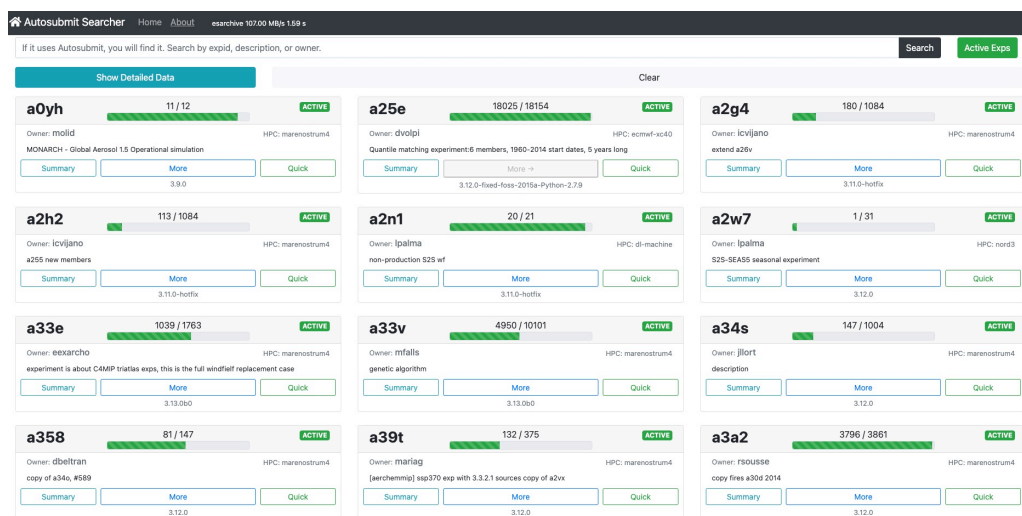 Autosubmit Searcher Home About esarchive 107.00 MB/s 1.59 s
If it uses Autosubmit, you will find it. Search by expid, description, or owner. Search Active Exps
Show Detailed Data Clear
a0yh 11 / 12 ACTIVE
Owner: molid HPC: marenostrum4
MONARCH - Global Aerosol 1.5 Operational simulation
Summary More Quick
3.9.0
a25e 18025 / 18154 ACTIVE
Owner: dvolpi HPC: ecmwf-xc40
Quantile matching experiment:6 members, 1960-2014 start dates, 5 years long
Summary More → Quick
3.12.0-fixed-foss-2015a-Python-2.7.9
a2g4 180 / 1084 ACTIVE
Owner: icvijano HPC: marenostrum4
extend a26v
Summary More Quick
3.11.0-hotfix
a2h2 113 / 1084 ACTIVE
Owner: icvijano HPC: marenostrum4
a255 new members
Summary More Quick
3.11.0-hotfix
a2n1 20 / 21 ACTIVE
Owner: lpalma HPC: dl-machine
non-production S2S wf
Summary More Quick
3.11.0-hotfix
a2w7 1 / 31 ACTIVE
Owner: lpalma HPC: nord3
S2S-SEAS5 seasonal experiment
Summary More Quick
3.12.0
a33e 1039 / 1763 ACTIVE
Owner: eexarcho HPC: marenostrum4
experiment is about C4MIP triatlas exps, this is the full windfielf replacement case
Summary More Quick
3.13.0b0
a33v 4950 / 10101 ACTIVE
Owner: mfalls HPC: marenostrum4
genetic algorithm
Summary More Quick
3.13.0b0
a34s 147 / 1004 ACTIVE
Owner: jllort HPC: marenostrum4
description
Summary More Quick
3.12.0
a358 81 / 147 ACTIVE
Owner: dbeltran HPC: marenostrum4
copy of a34o, #589
Summary More Quick
3.12.0
a39t 132 / 375 ACTIVE
Owner: mariag HPC: marenostrum4
[aerchemmip] ssp370 exp with 3.3.2.1 sources copy of a2vx
Summary More Quick
3.12.0
a3a2 3796 / 3861 ACTIVE
Owner: rsousse HPC: marenostrum4
copy fires a30d 2014
Summary More Quick
3.12.0